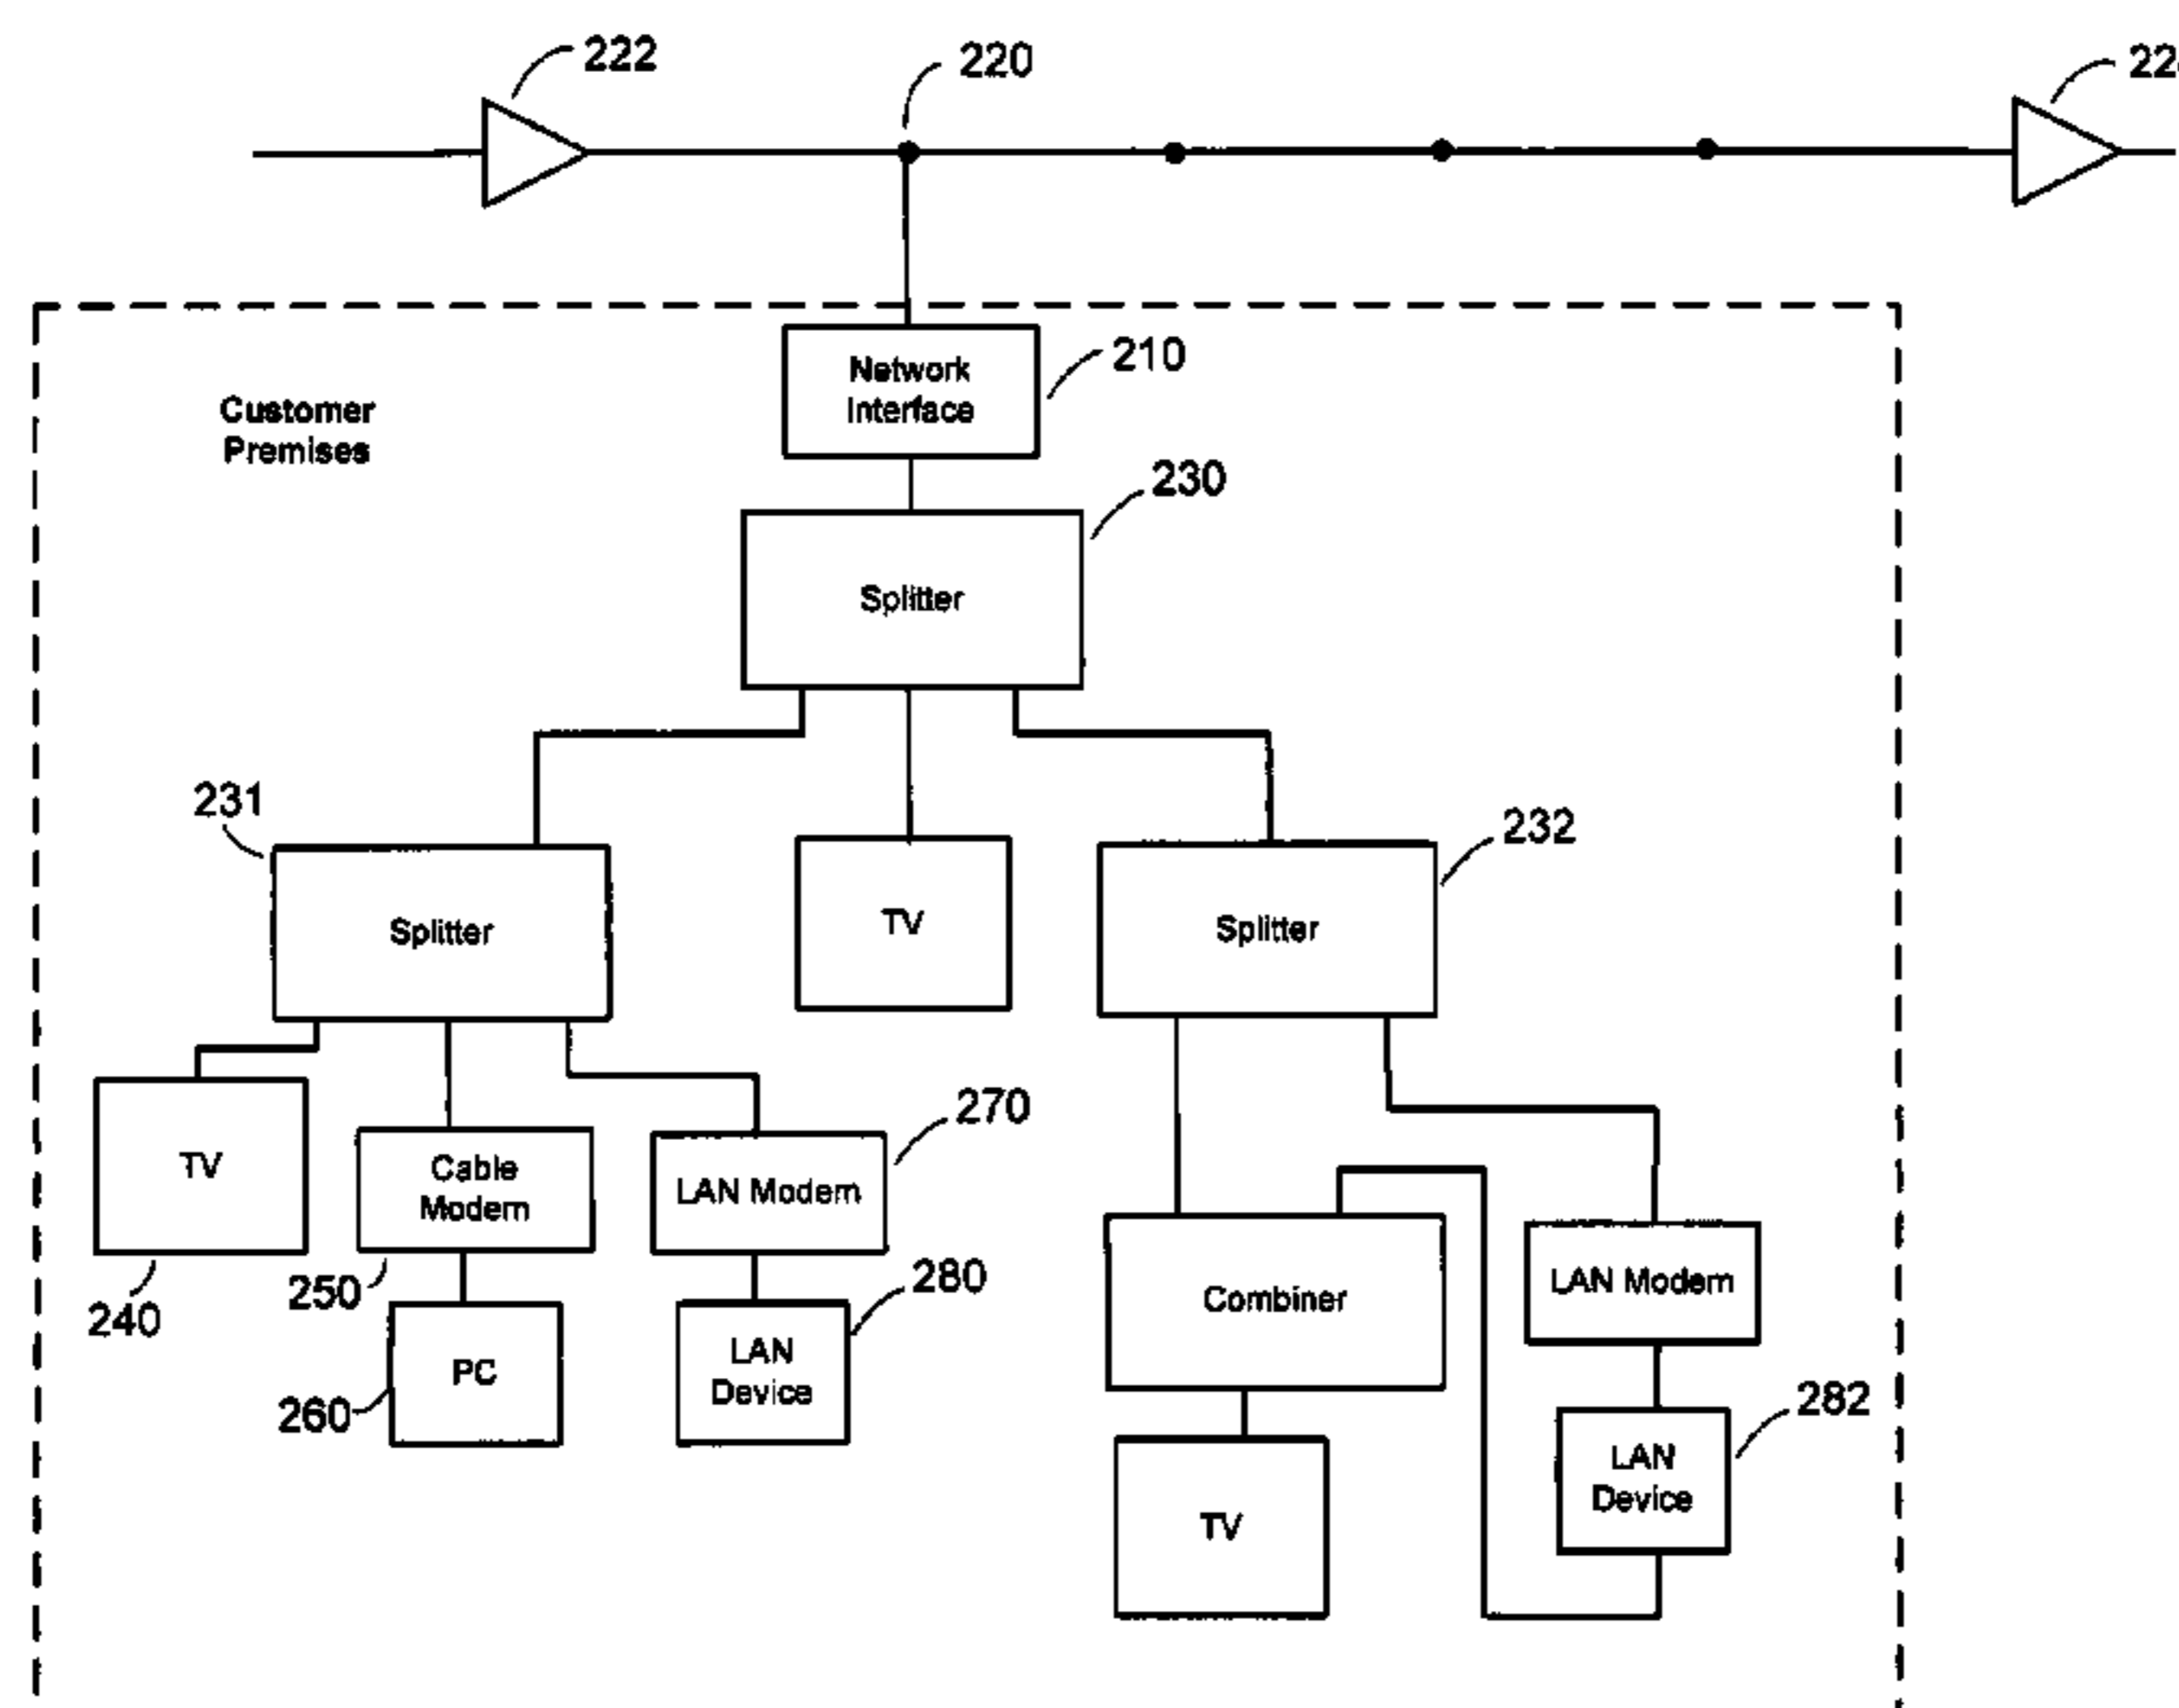 222
220
Network
Interface
210
Customer
Premises
230
Splitter
231
232
Splitter
TV
Splitter
270
TV
Cable
Modem
LAN Modem
280
250
240
LAN
Device
PC
260
Combiner
LAN Modem
282
LAN
Device
TV